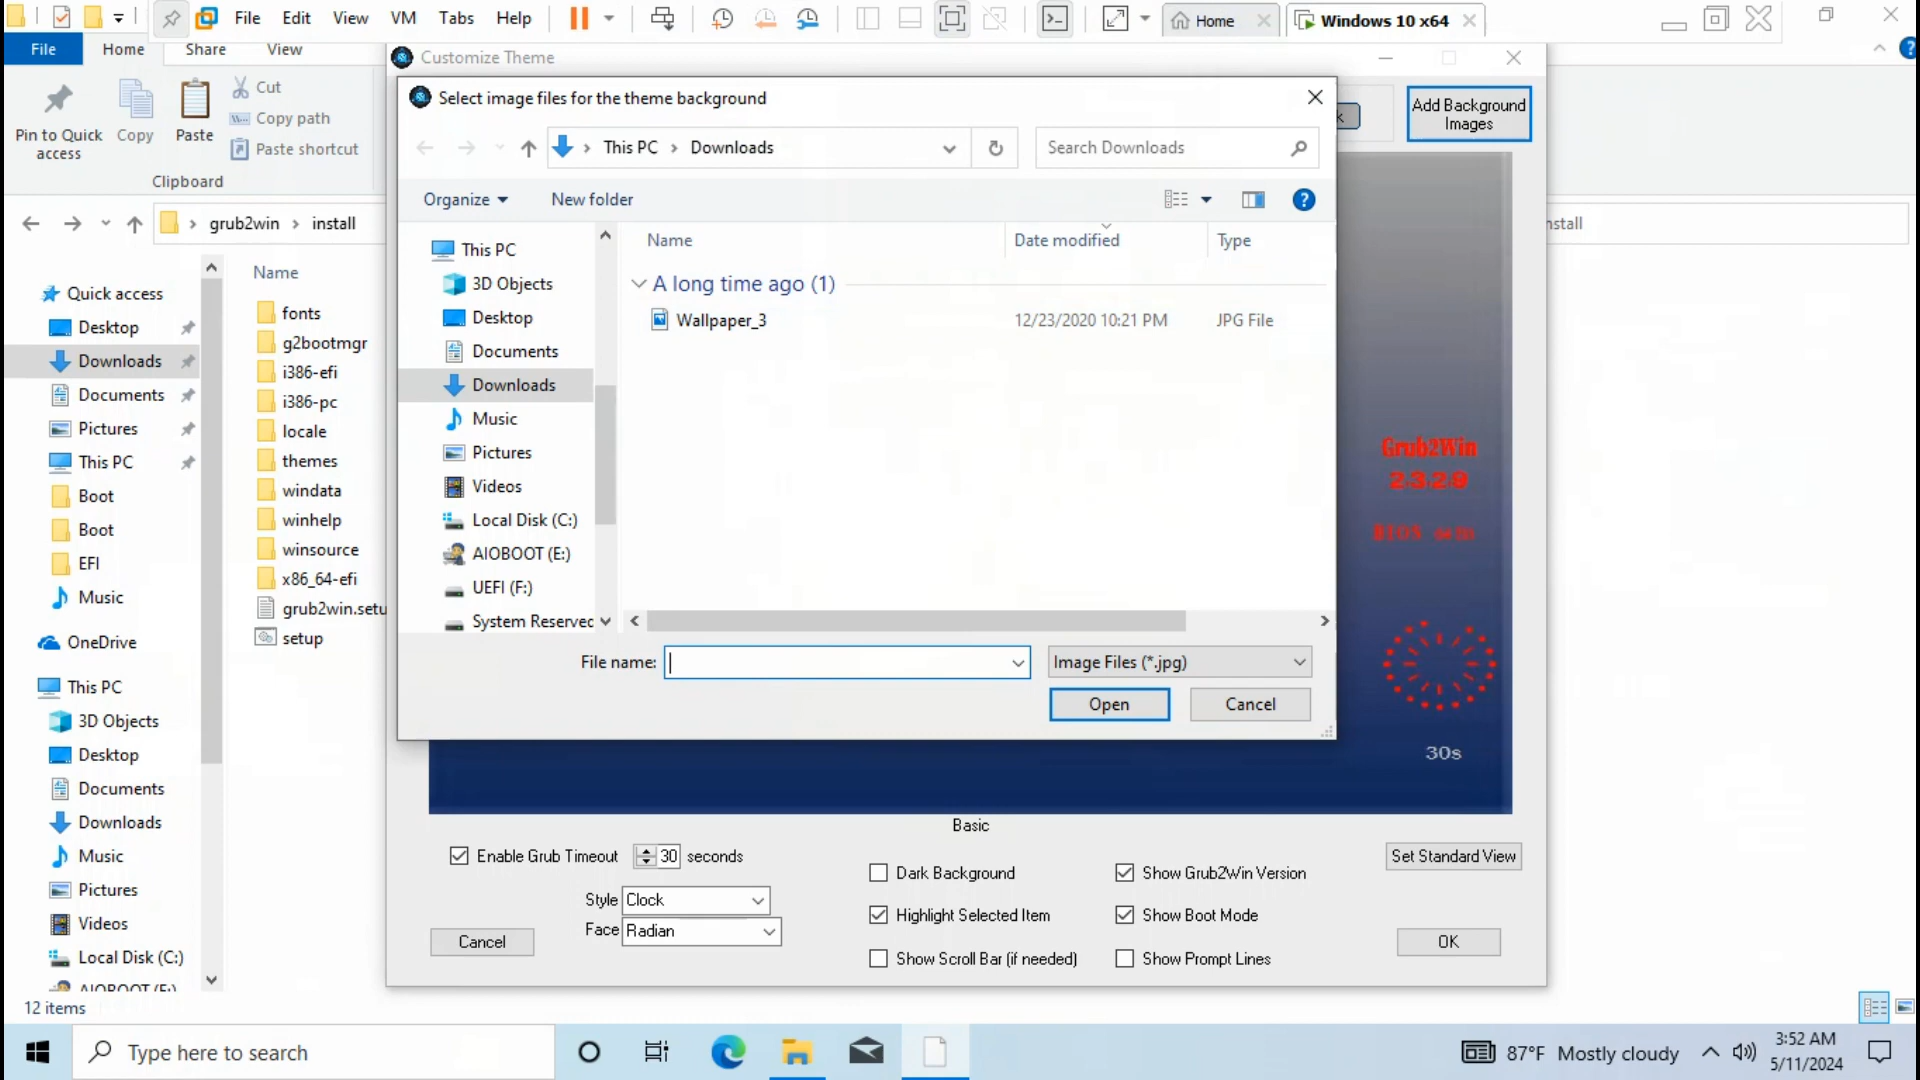 File Edit View VM Tabs Help
Home
Windows 10 x64
File Home Share View
Customize Theme
Pin to Quick access
Copy
Paste
Cut
Copy path
Paste shortcut
Clipboard
Select image files for the theme background
This PC > Downloads
Search Downloads
Add Background
Images
Organize New folder
grub2win > install
Name Date modified Type
A long time ago (1)
Wallpaper_3 12/23/2020 10:21 PM JPG File
This PC
3D Objects
Desktop
Documents
Downloads
Music
Pictures
Videos
Local Disk (C:)
AIOBOOT (E:)
UEFI (F:)
System Reserved
File name:
Image Files (*.jpg)
Open Cancel
Quick access
Desktop
Downloads
Documents
Pictures
This PC
Boot
Boot
EFI
Music
OneDrive
This PC
3D Objects
Desktop
Documents
Downloads
Music
Pictures
Videos
Local Disk (C:)
AIOBOOT (E:)
Name
fonts
g2bootmgr
i386-efi
i386-pc
locale
themes
windata
winhelp
winsource
x86_64-efi
grub2win.setu
setup
Grub2Win
2.3.2.9
30s
Basic
Enable Grub Timeout 30 seconds
Style Clock
Face Radian
Dark Background
Highlight Selected Item
Show Scroll Bar (if needed)
Show Grub2Win Version
Show Boot Mode
Show Prompt Lines
Set Standard View
Cancel
OK
12 items
Type here to search
87°F Mostly cloudy
3:52 AM
5/11/2024